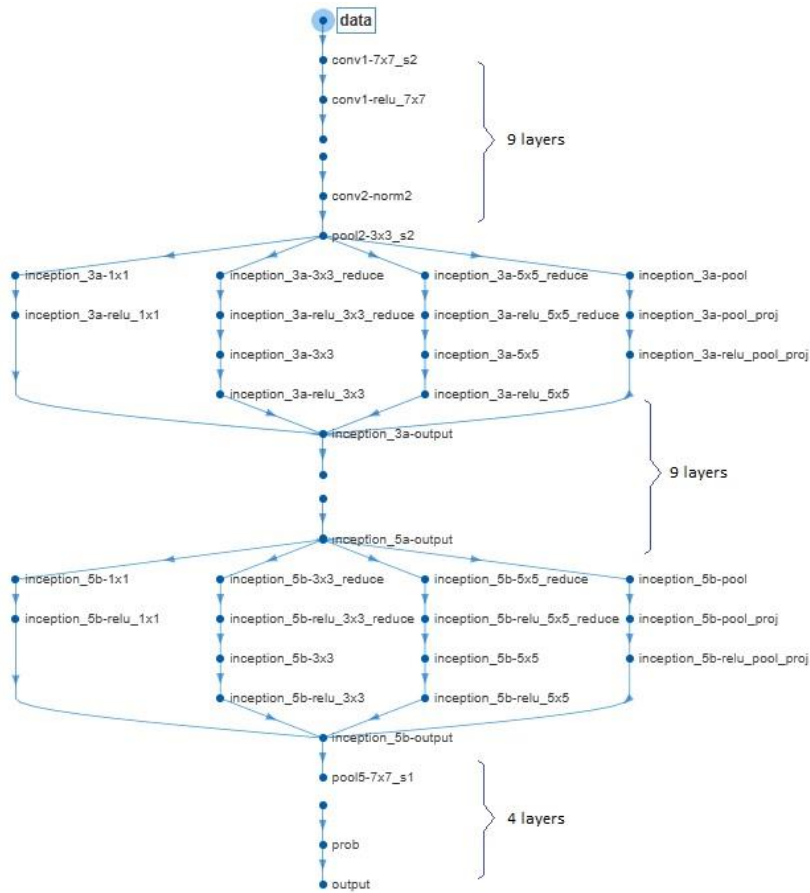 data
conv1-7x7_s2
conv1-relu_7x7
9 layers
conv2-norm2
pool2-3x3_s2
inception_3a-1x1 inception_3a-3x3_reduce inception_3a-5x5_reduce inception_3a-pool
inception_3a-relu_1x1 inception_3a-relu_3x3_reduce inception_3a-relu_5x5_reduce inception_3a-pool_proj
inception_3a-3x3 inception_3a-5x5 inception_3a-relu_pool_proj
inception_3a-relu_3x3 inception_3a-relu_5x5
inception_3a-output
9 layers
inception_5a-output
inception_5b-1x1 inception_5b-3x3_reduce inception_5b-5x5_reduce inception_5b-pool
inception_5b-relu_1x1 inception_5b-relu_3x3_reduce inception_5b-relu_5x5_reduce inception_5b-pool_proj
inception_5b-3x3 inception_5b-5x5 inception_5b-relu_pool_proj
inception_5b-relu_3x3 inception_5b-relu_5x5
inception_5b-output
pool5-7x7_s1
4 layers
prob
output